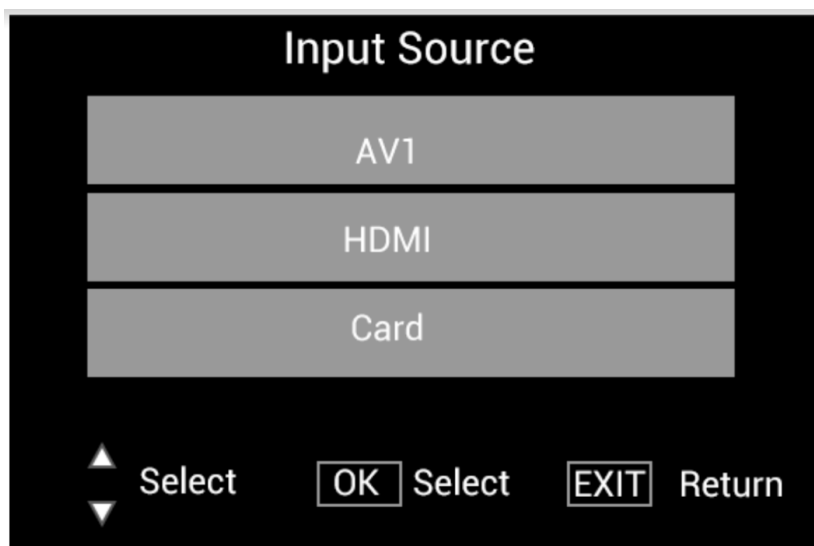 Input Source
AV1
HDMI
Card
Select OK Select EXIT Return